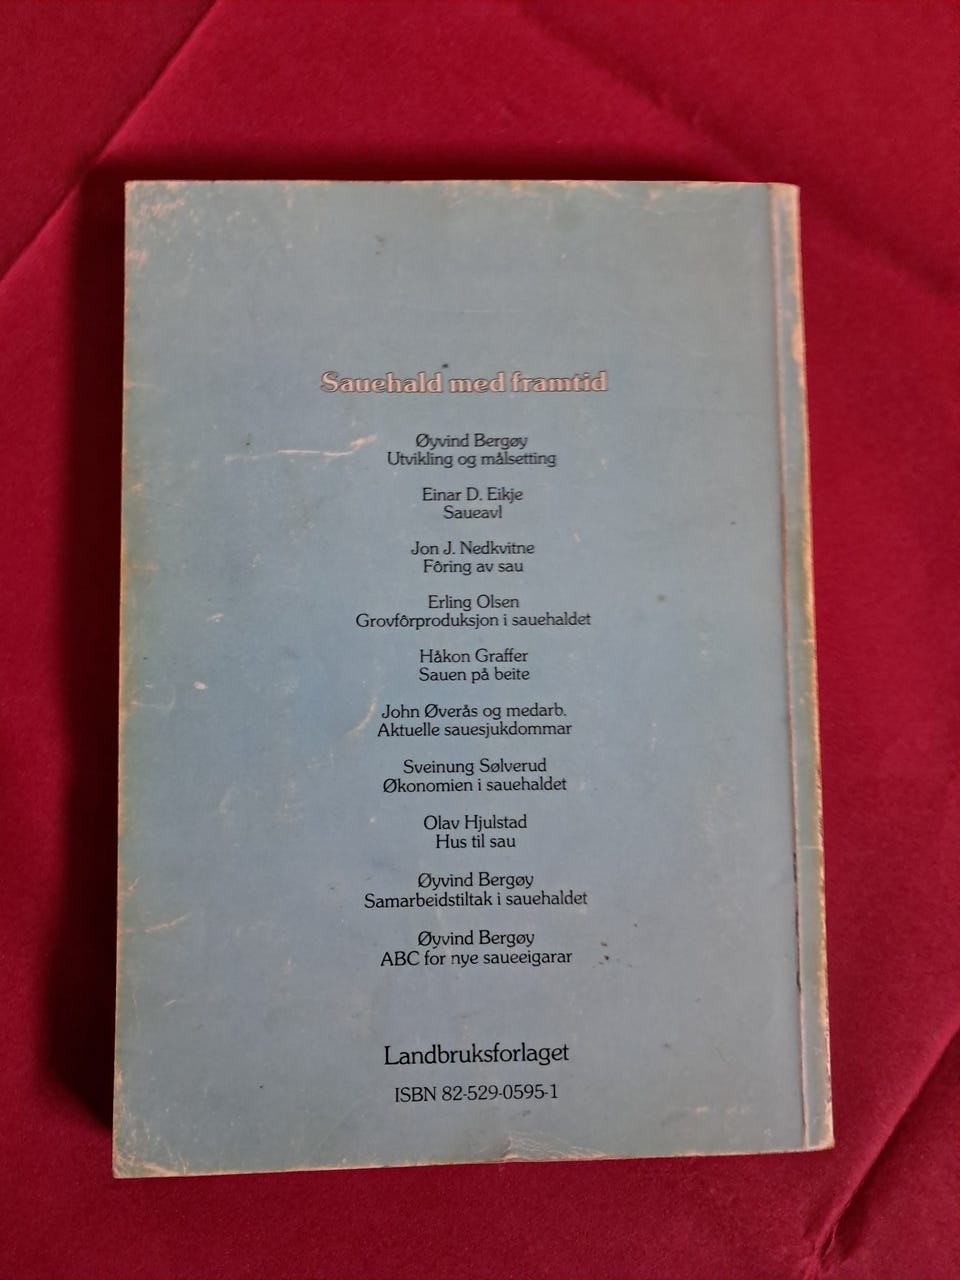 Sauehald med framtid
Øyvind Bergøy
Utvikling og målsetting
Einar D. Eikje
Saueavl
Jon J. Nedkvitne
Fôring av sau
Erling Olsen
Grovfôrproduksjon i sauehaldet
Håkon Graffer
Sauen på beite
John Øverås og medarb.
Aktuelle sauesjukdommar
Sveinung Sølverud
Økonomien i sauehaldet
Olav Hjulstad
Hus til sau
Øyvind Bergøy
Samarbeidstiltak i sauehaldet
Øyvind Bergøy
ABC for nye saueeigarar
Landbruksforlaget
ISBN 82-529-0595-1